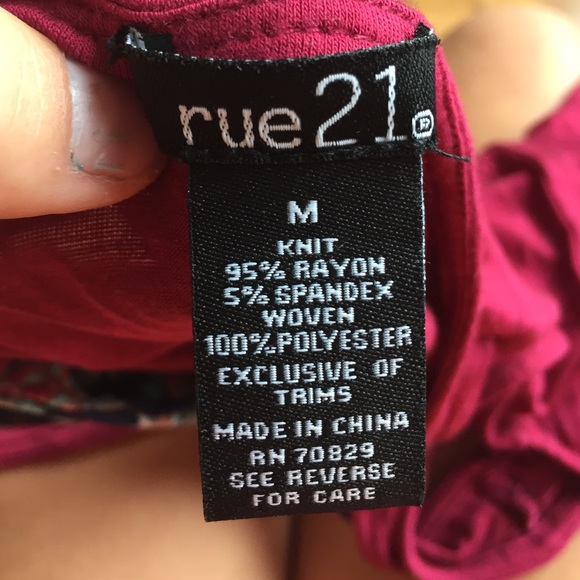 rue21®
M
KNIT
95% RAYON
5% SPANDEX
WOVEN
100%POLYESTER
EXCLUSIVE OF
TRIMS
MADE IN CHINA
RN 70829
SEE REVERSE
FOR CARE